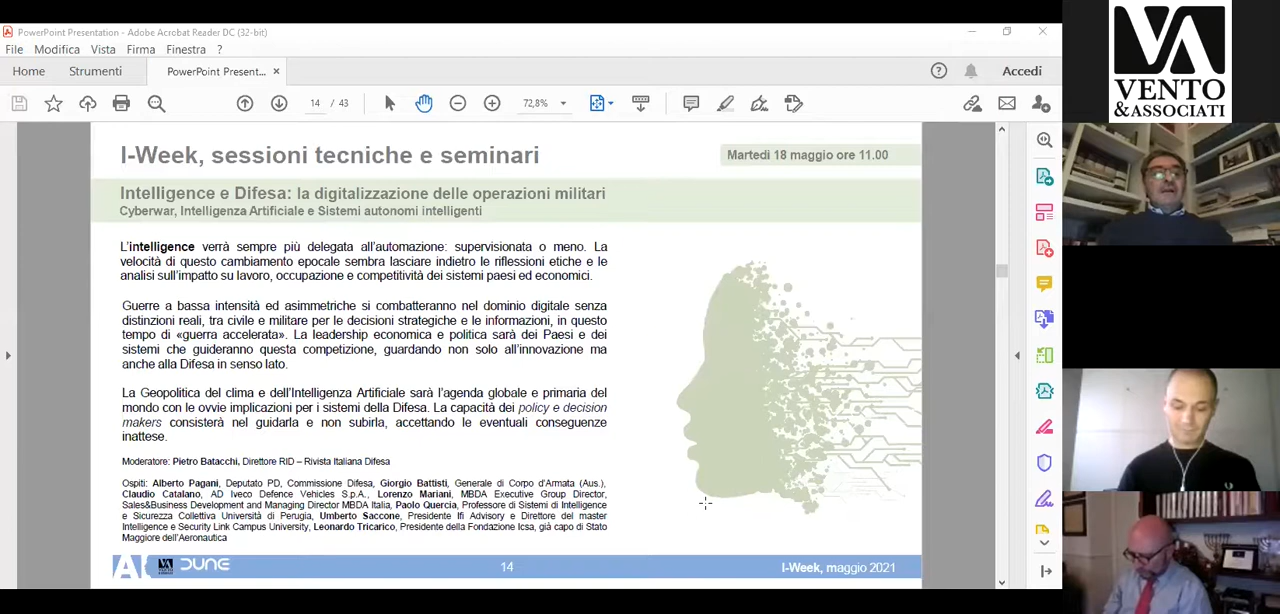 PowerPoint Presentation - Adobe Acrobat Reader DC (32-bit)
File Modifica Vista Firma Finestra ?
Home Strumenti PowerPoint Present... × Accedi
14 / 43 72,8%
I-Week, sessioni tecniche e seminari
Martedì 18 maggio ore 11.00
Intelligence e Difesa: la digitalizzazione delle operazioni militari
Cyberwar, Intelligenza Artificiale e Sistemi autonomi intelligenti
L'intelligence verrà sempre più delegata all'automazione: supervisionata o meno. La
velocità di questo cambiamento epocale sembra lasciare indietro le riflessioni etiche e le
analisi sull'impatto su lavoro, occupazione e competitività dei sistemi paesi ed economici.
Guerre a bassa intensità ed asimmetriche si combatteranno nel dominio digitale senza
distinzioni reali, tra civile e militare per le decisioni strategiche e le informazioni, in questo
tempo di «guerra accelerata». La leadership economica e politica sarà dei Paesi e dei
sistemi che guideranno questa competizione, guardando non solo all'innovazione ma
anche alla Difesa in senso lato.
La Geopolitica del clima e dell'Intelligenza Artificiale sarà l'agenda globale e primaria del
mondo con le ovvie implicazioni per i sistemi della Difesa. La capacità dei policy e decision
makers consisterà nel guidarla e non subirla, accettando le eventuali conseguenze
inattese.
Moderatore: Pietro Batacchi, Direttore RID – Rivista Italiana Difesa
Ospiti: Alberto Pagani, Deputato PD, Commissione Difesa, Giorgio Battisti, Generale di Corpo d'Armata (Aus.),
Claudio Catalano, AD Iveco Defence Vehicles S.p.A., Lorenzo Mariani, MBDA Executive Group Director,
Sales&Business Development and Managing Director MBDA Italia, Paolo Quercia, Professore di Sistemi di Intelligence
e Sicurezza Collettiva Università di Perugia, Umberto Saccone, Presidente Ifi Advisory e Direttore del master
Intelligence e Security Link Campus University, Leonardo Tricarico, Presidente della Fondazione Icsa, già capo di Stato
Maggiore dell'Aeronautica
DUNE
14
I-Week, maggio 2021
VA
VENTO
&ASSOCIATI